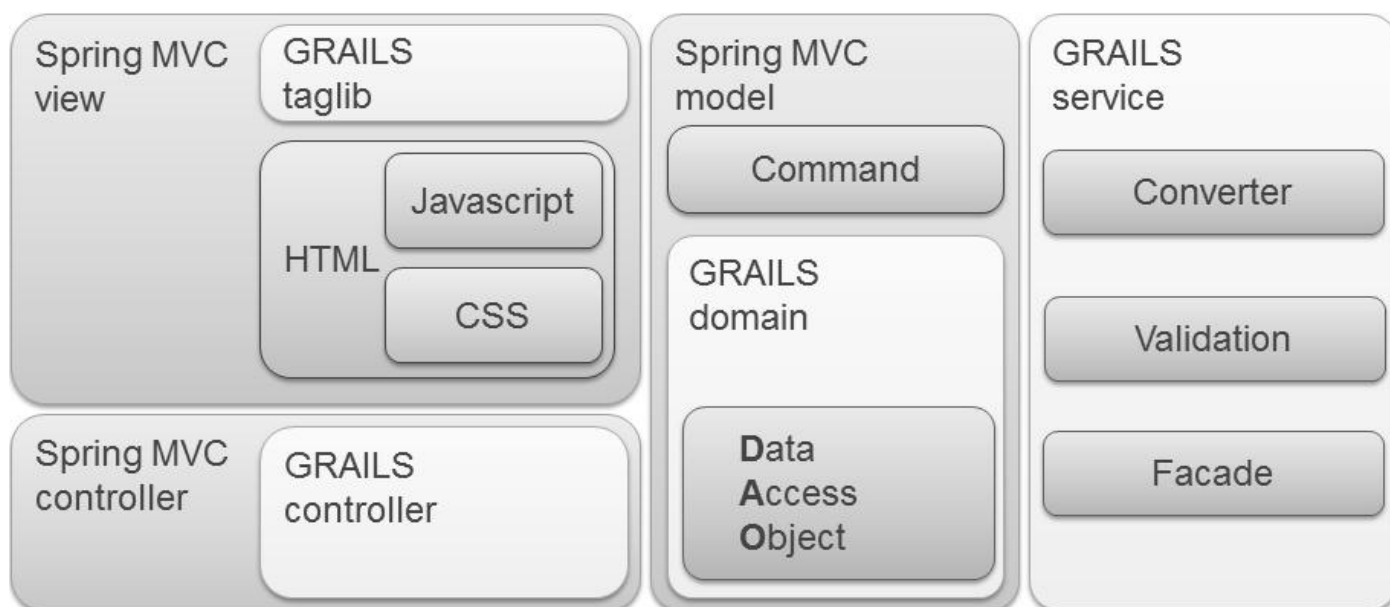 Spring MVC
view
GRAILS
taglib
HTML
Javascript
CSS
Spring MVC
controller
GRAILS
controller
Spring MVC
model
Command
GRAILS
domain
Data
Access
Object
GRAILS
service
Converter
Validation
Facade